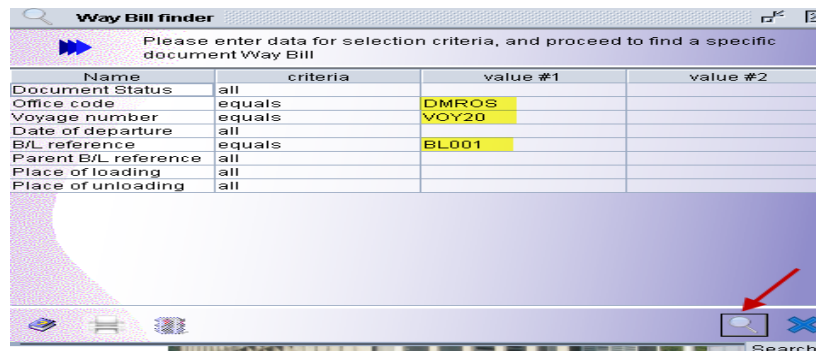 Way Bill finder
Please enter data for selection criteria, and proceed to find a specific
document Way Bill
Name criteria value #1 value #2
Document Status all
Office code equals DMROS
Voyage number equals VOY20
Date of departure all
B/L reference equals BL001
Parent B/L reference all
Place of loading all
Place of unloading all
Search